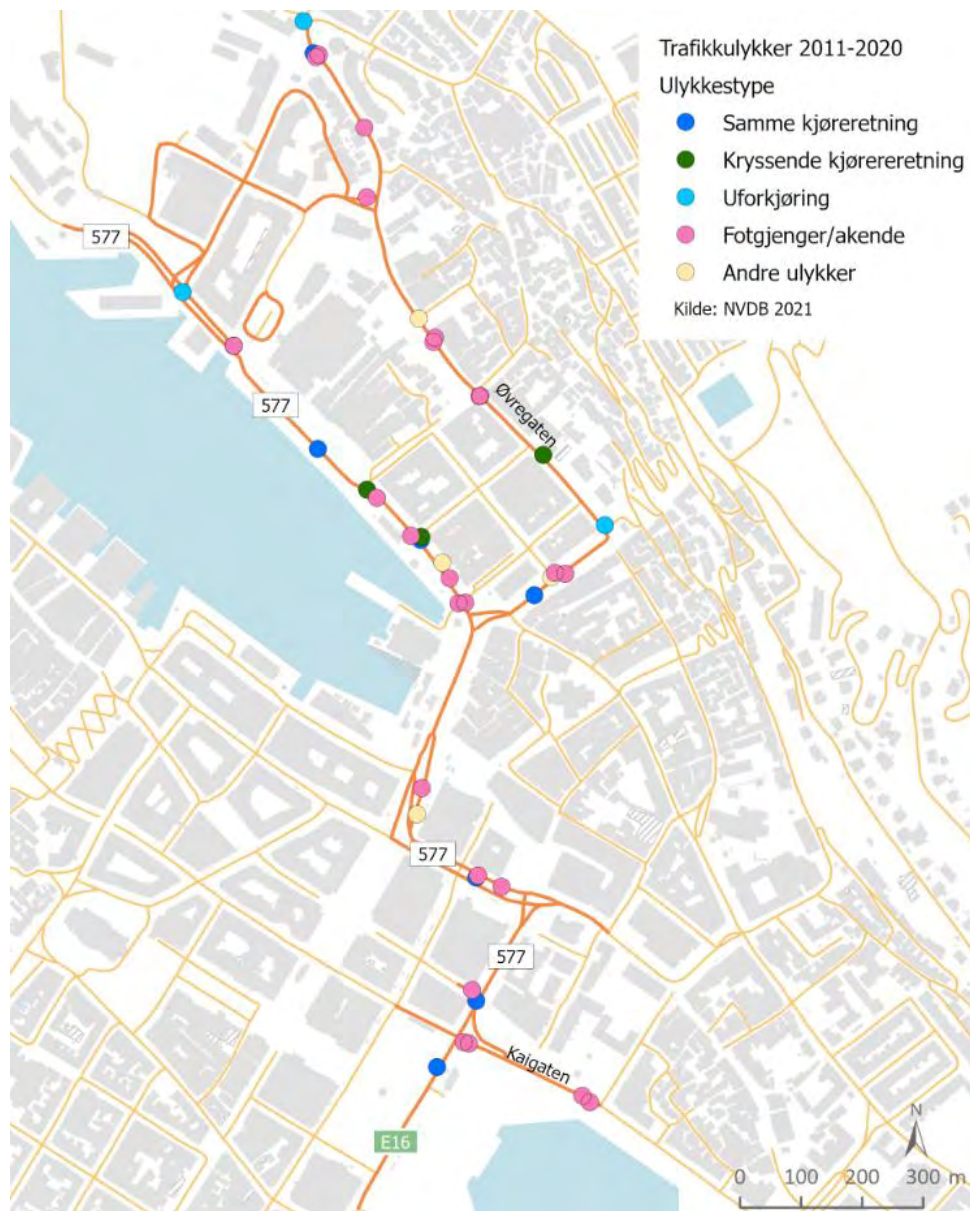 Trafikkulykker 2011-2020
Ulykkestype
Samme kjøreretning
Kryssende kjørereretning
Uforkjøring
Fotgjenger/akende
Andre ulykker
Kilde: NVDB 2021
577
577
Øvregaten
577
577
Kaigaten
E16
N
0 100 200 300 m